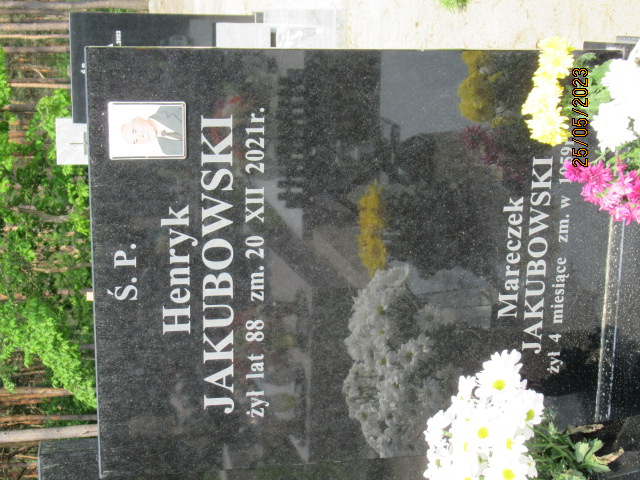 Ś. P.
Henryk
JAKUBOWSKI
żył lat 88 zm. 20 XII 2021r.
Mareczek
JAKUBOWSKI
żył 4 miesiące zm. w
25/05/2023